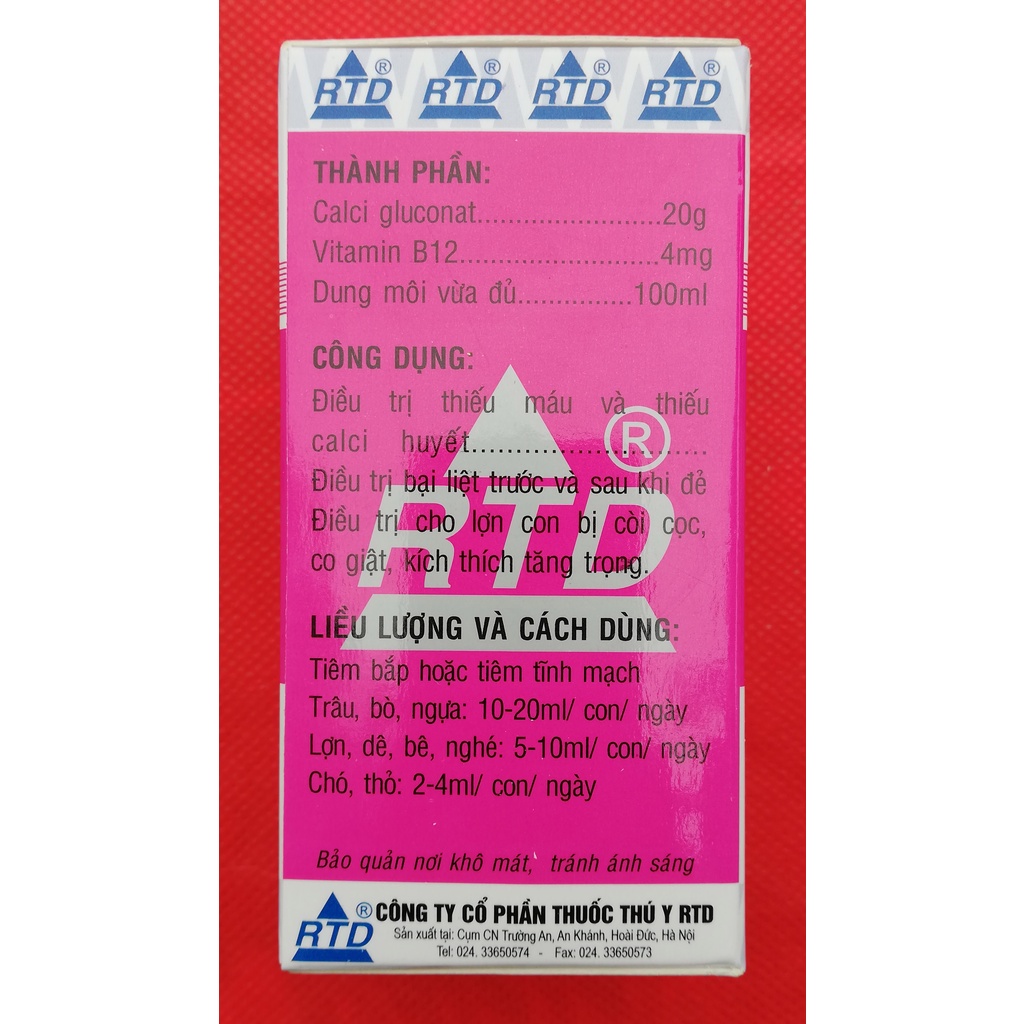 RTD® RTD® RTD® RTD®
THÀNH PHẦN:
Calci gluconat........................20g
Vitamin B12..........................4mg
Dung môi vừa đủ...............100ml
CÔNG DỤNG:
Điều trị thiếu máu và thiếu
calci huyết...............................
Điều trị bại liệt trước và sau khi đẻ
Điều trị cho lợn con bị còi cọc,
co giật, kích thích tăng trọng.
RTD®
LIỀU LƯỢNG VÀ CÁCH DÙNG:
Tiêm bắp hoặc tiêm tĩnh mạch
Trâu, bò, ngựa: 10-20ml/ con/ ngày
Lợn, dê, bê, nghé: 5-10ml/ con/ ngày
Chó, thỏ: 2-4ml/ con/ ngày
Bảo quản nơi khô mát, tránh ánh sáng
RTD® CÔNG TY CỔ PHẦN THUỐC THÚ Y RTD
Sản xuất tại: Cụm CN Trường An, An Khánh, Hoài Đức, Hà Nội
Tel: 024. 33650574 - Fax: 024. 33650573